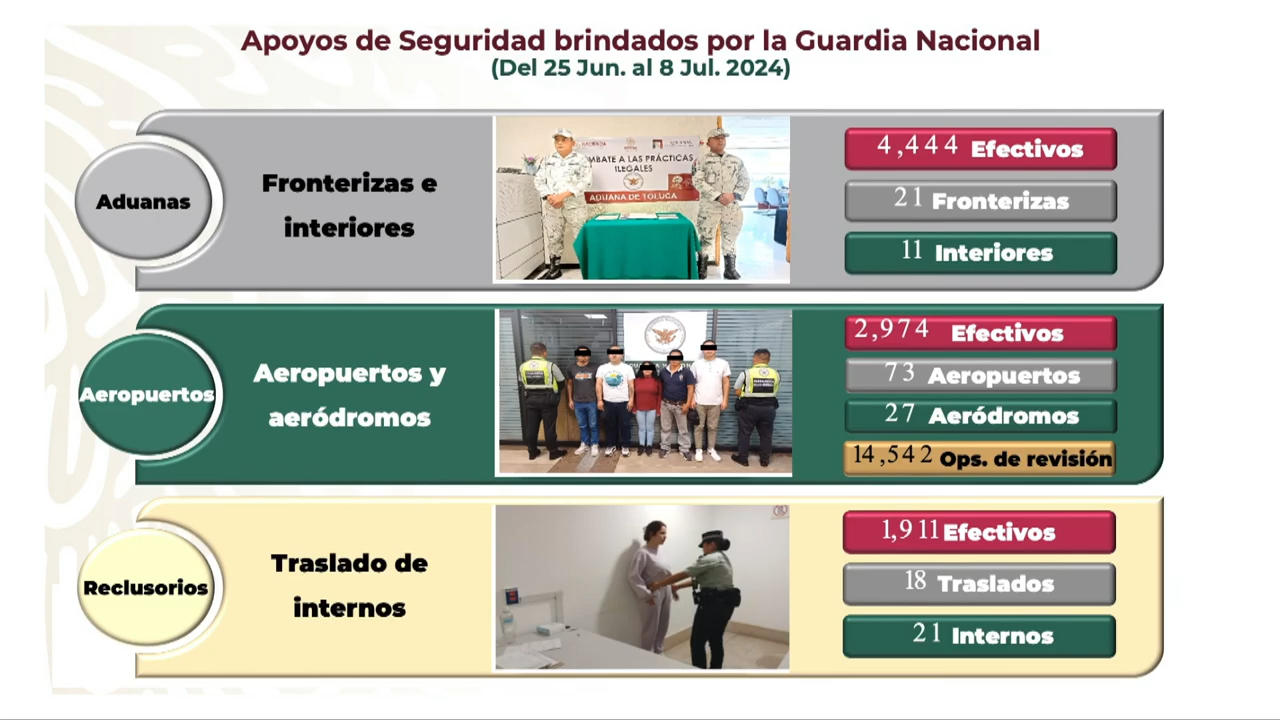 Apoyos de Seguridad brindados por la Guardia Nacional
(Del 25 Jun. al 8 Jul. 2024)
Aduanas
Fronterizas e
interiores
COMBATE A LAS PRÁCTICAS
ILEGALES
ADUANA DE TOLUCA
4,444 Efectivos
21 Fronterizas
11 Interiores
Aeropuertos
Aeropuertos y
aeródromos
2,974 Efectivos
73 Aeropuertos
27 Aeródromos
14,542 Ops. de revisión
Reclusorios
Traslado de
internos
1,911 Efectivos
18 Traslados
21 Internos